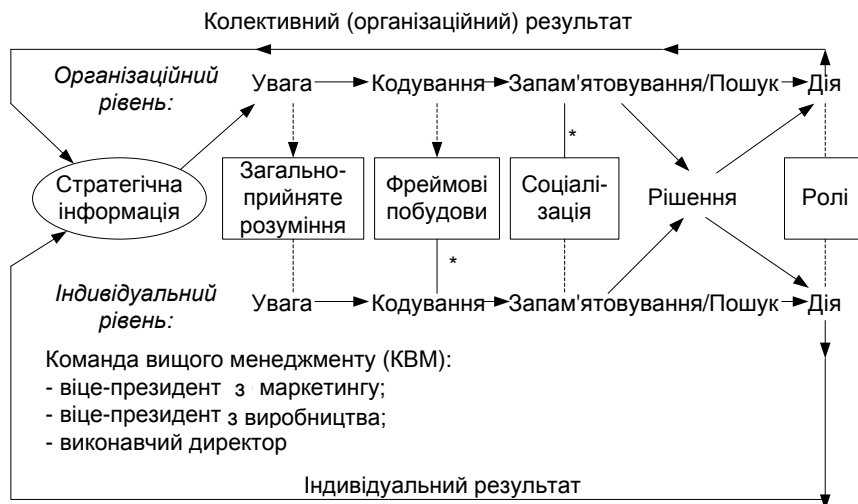 Колективний (організаційний) результат
Організаційний
рівень:
Увага
Кодування
Запам'ятовування/Пошук
Дія
*
Стратегічна
інформація
Загально-
прийняте
розуміння
Фреймові
побудови
Соціалі-
зація
Рішення
Ролі
*
Індивідуальний
рівень:
Увага
Кодування
Запам'ятовування/Пошук
Дія
Команда вищого менеджменту (КВМ):
- віце-президент з маркетингу;
- віце-президент з виробництва;
- виконавчий директор
Індивідуальний результат